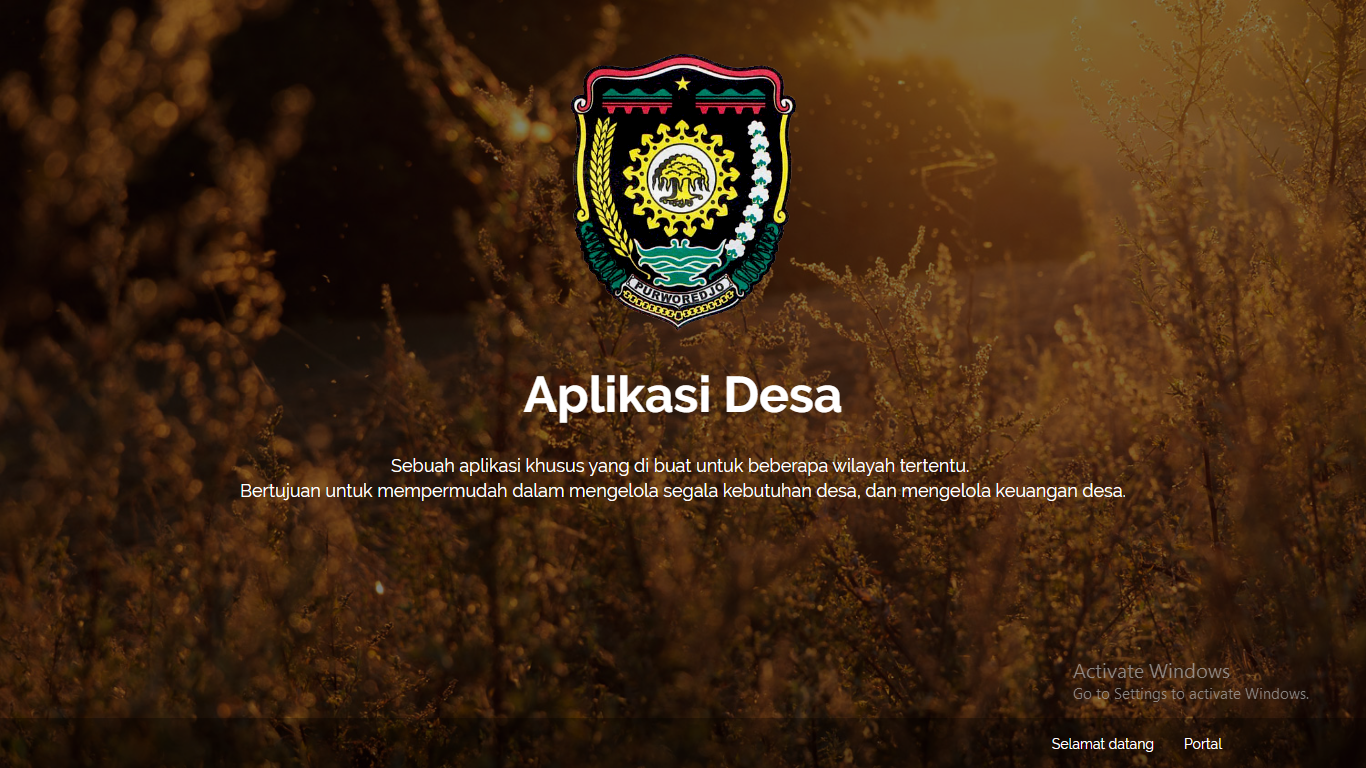 PURWOREDJO
Aplikasi Desa
Sebuah aplikasi khusus yang di buat untuk beberapa wilayah tertentu.
Bertujuan untuk mempermudah dalam mengelola segala kebutuhan desa, dan mengelola keuangan desa.
Activate Windows
Go to Settings to activate Windows.
Selamat datang Portal